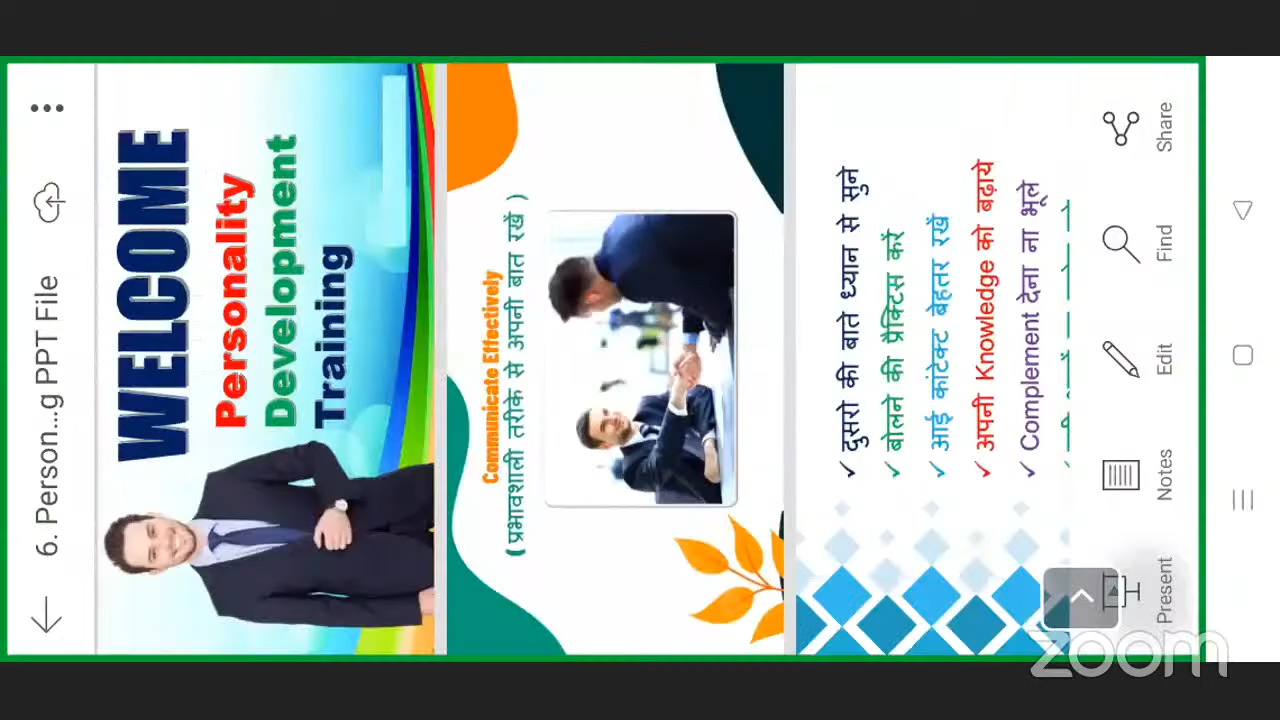 6. Person...g PPT File
WELCOME
Personality
Development
Training
Communicate Effectively
( प्रभावशाली तरीके से अपनी बात रखें )
✓ दुसरो की बाते ध्यान से सुने
✓ बोलने की प्रैक्टिस करें
✓ आई कांटेक्ट बेहतर रखें
✓ अपनी Knowledge को बढ़ाये
✓ Complement देना ना भूले
Present
Notes
Edit
Find
Share
zoom